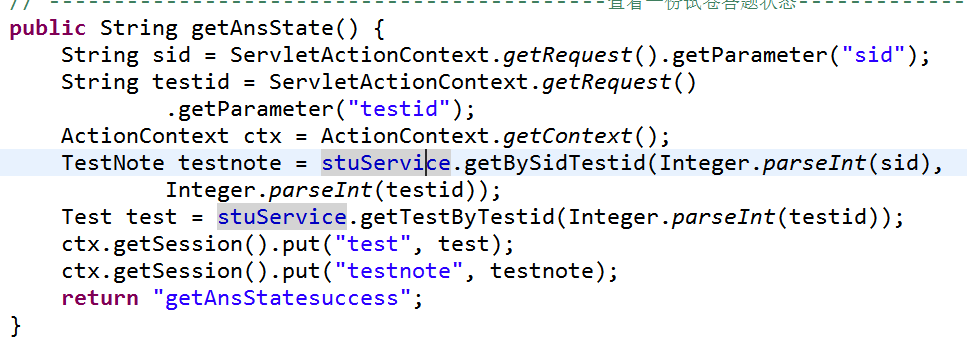 // -------------------------------------------查看一份试卷各题状态-------------
public String getAnsState() {
    String sid = ServletActionContext.getRequest().getParameter("sid");
    String testid = ServletActionContext.getRequest()
            .getParameter("testid");
    ActionContext ctx = ActionContext.getContext();
    TestNote testnote = stuService.getBySidTestid(Integer.parseInt(sid),
            Integer.parseInt(testid));
    Test test = stuService.getTestByTestid(Integer.parseInt(testid));
    ctx.getSession().put("test", test);
    ctx.getSession().put("testnote", testnote);
    return "getAnsStatesuccess";
}